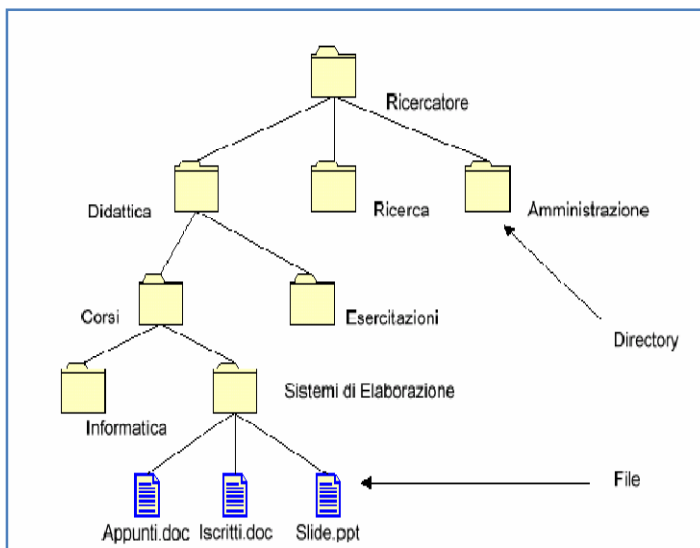 Ricercatore
Didattica
Ricerca
Amministrazione
Corsi
Esercitazioni
Directory
Informatica
Sistemi di Elaborazione
File
Appunti.doc
Iscritti.doc
Slide.ppt